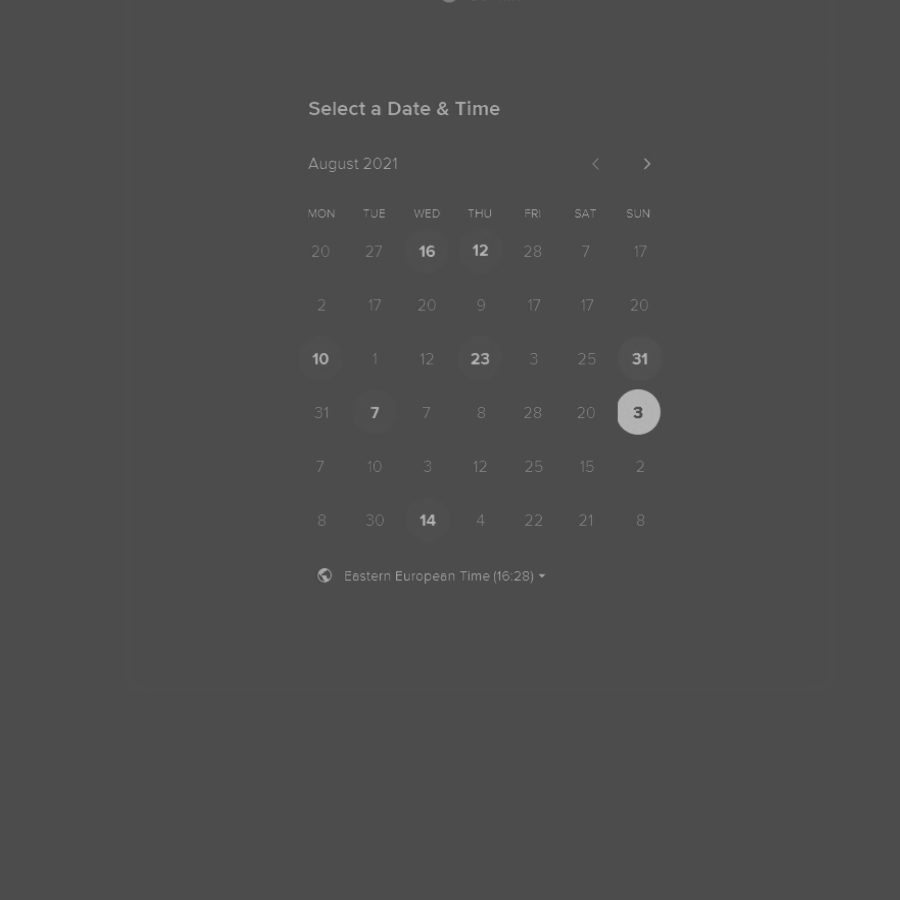 Select a Date & Time
August 2021
MON TUE WED THU FRI SAT SUN
20 27 16 12 28 7 17
2 17 20 9 17 17 20
10 1 12 23 3 25 31
31 7 7 8 28 20 3
7 10 3 12 25 15 2
8 30 14 4 22 21 8
Eastern European Time (16:28)